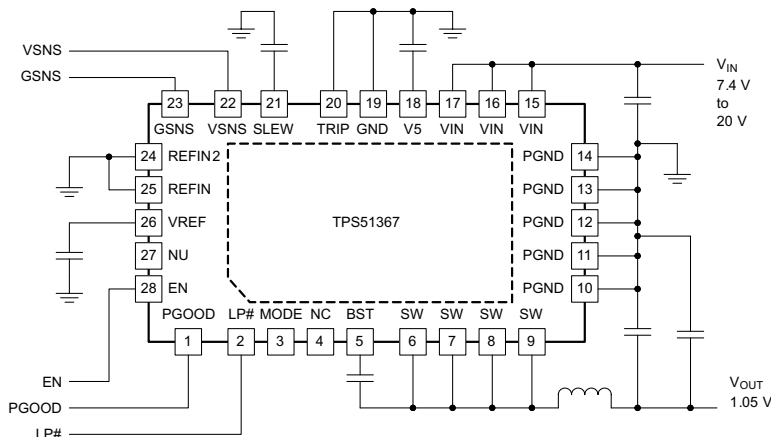 VSNS
GSNS
V_IN
7.4 V
to
20 V
23 22 21 20 19 18 17 16 15
GSNS VSNS SLEW TRIP GND V5 VIN VIN VIN
24 REFIN2 PGND 14
25 REFIN PGND 13
26 VREF TPS51367 PGND 12
27 NU PGND 11
28 EN PGND 10
PGOOD LP# MODE NC BST SW SW SW SW
1 2 3 4 5 6 7 8 9
EN
PGOOD
LP#
V_OUT
1.05 V